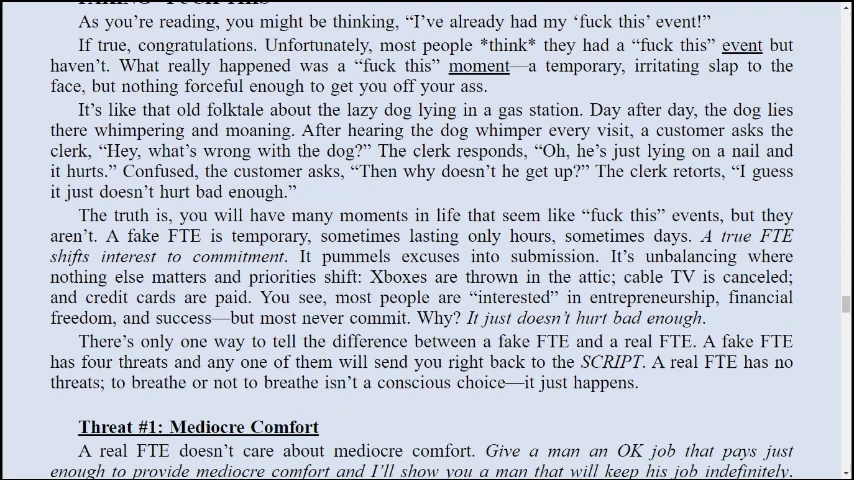 As you’re reading, you might be thinking, “I’ve already had my ‘fuck this’ event!”
If true, congratulations. Unfortunately, most people *think* they had a “fuck this” event but
haven’t. What really happened was a “fuck this” moment—a temporary, irritating slap to the
face, but nothing forceful enough to get you off your ass.
It’s like that old folktale about the lazy dog lying in a gas station. Day after day, the dog lies
there whimpering and moaning. After hearing the dog whimper every visit, a customer asks the
clerk, “Hey, what’s wrong with the dog?” The clerk responds, “Oh, he’s just lying on a nail and
it hurts.” Confused, the customer asks, “Then why doesn’t he get up?” The clerk retorts, “I guess
it just doesn’t hurt bad enough.”
The truth is, you will have many moments in life that seem like “fuck this” events, but they
aren’t. A fake FTE is temporary, sometimes lasting only hours, sometimes days. A true FTE
shifts interest to commitment. It pummels excuses into submission. It’s unbalancing where
nothing else matters and priorities shift: Xboxes are thrown in the attic; cable TV is canceled;
and credit cards are paid. You see, most people are “interested” in entrepreneurship, financial
freedom, and success—but most never commit. Why? It just doesn’t hurt bad enough.
There’s only one way to tell the difference between a fake FTE and a real FTE. A fake FTE
has four threats and any one of them will send you right back to the SCRIPT. A real FTE has no
threats; to breathe or not to breathe isn’t a conscious choice—it just happens.
Threat #1: Mediocre Comfort
A real FTE doesn’t care about mediocre comfort. Give a man an OK job that pays just
enough to provide mediocre comfort and I’ll show you a man that will keep his job indefinitely.